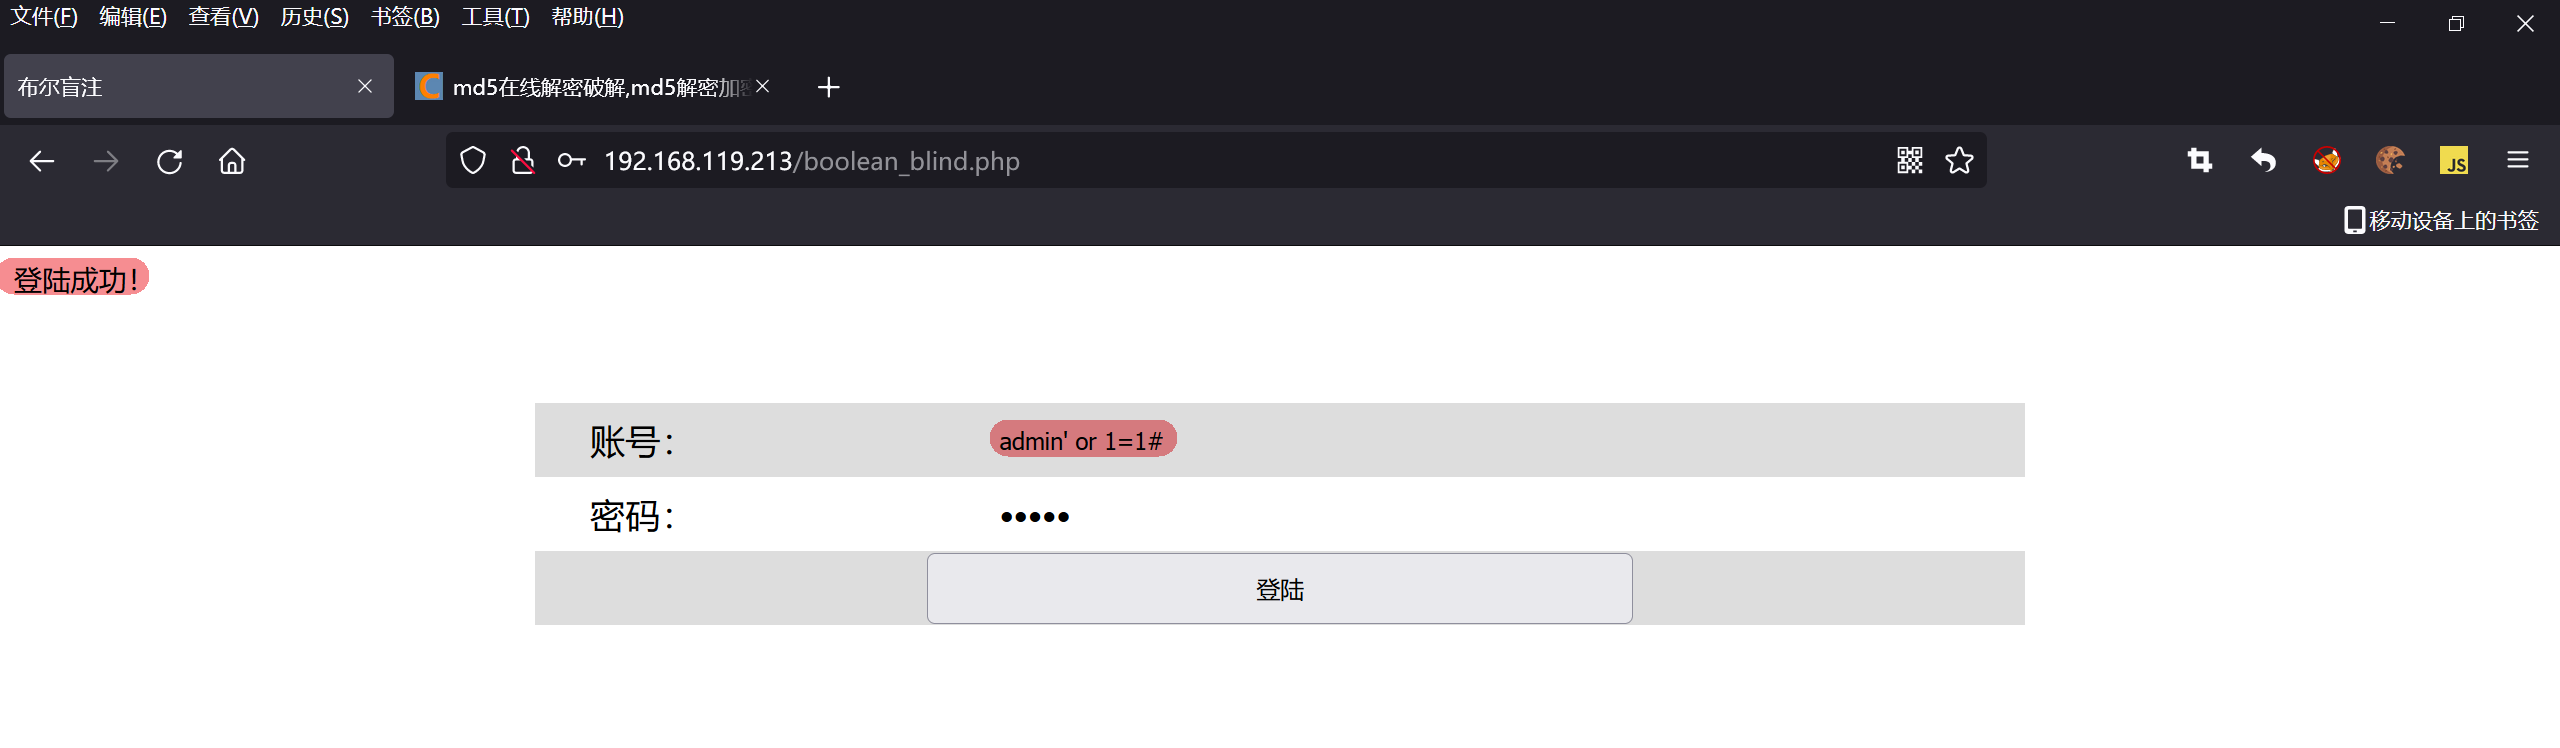 文件(F) 编辑(E) 查看(V) 历史(S) 书签(B) 工具(T) 帮助(H)
布尔盲注
md5在线解密破解,md5解密加
192.168.119.213/boolean_blind.php
JS
移动设备上的书签
登陆成功！
账号： admin' or 1=1#
密码： •••••
登陆